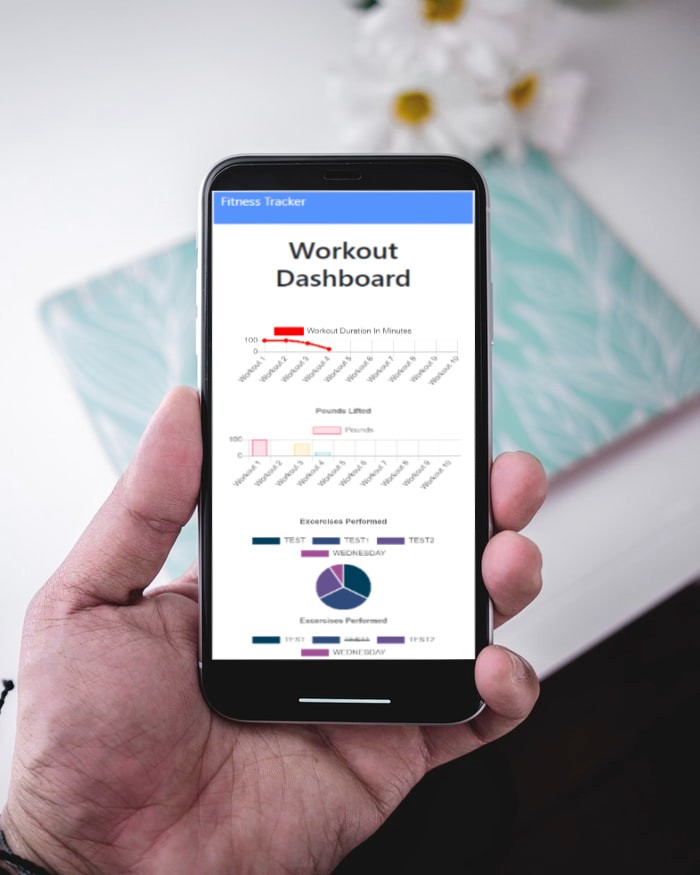 Fitness Tracker
Workout
Dashboard
Workout Duration In Minutes
100
0
Workout 1 Workout 2 Workout 3 Workout 4 Workout 5 Workout 6 Workout 7 Workout 8 Workout 9 Workout 10
Pounds Lifted
Pounds
100
0
Workout 1 Workout 2 Workout 3 Workout 4 Workout 5 Workout 6 Workout 7 Workout 8 Workout 9 Workout 10
Excercises Performed
TEST TEST1 TEST2
WEDNESDAY
Excercises Performed
TEST TEST2
WEDNESDAY